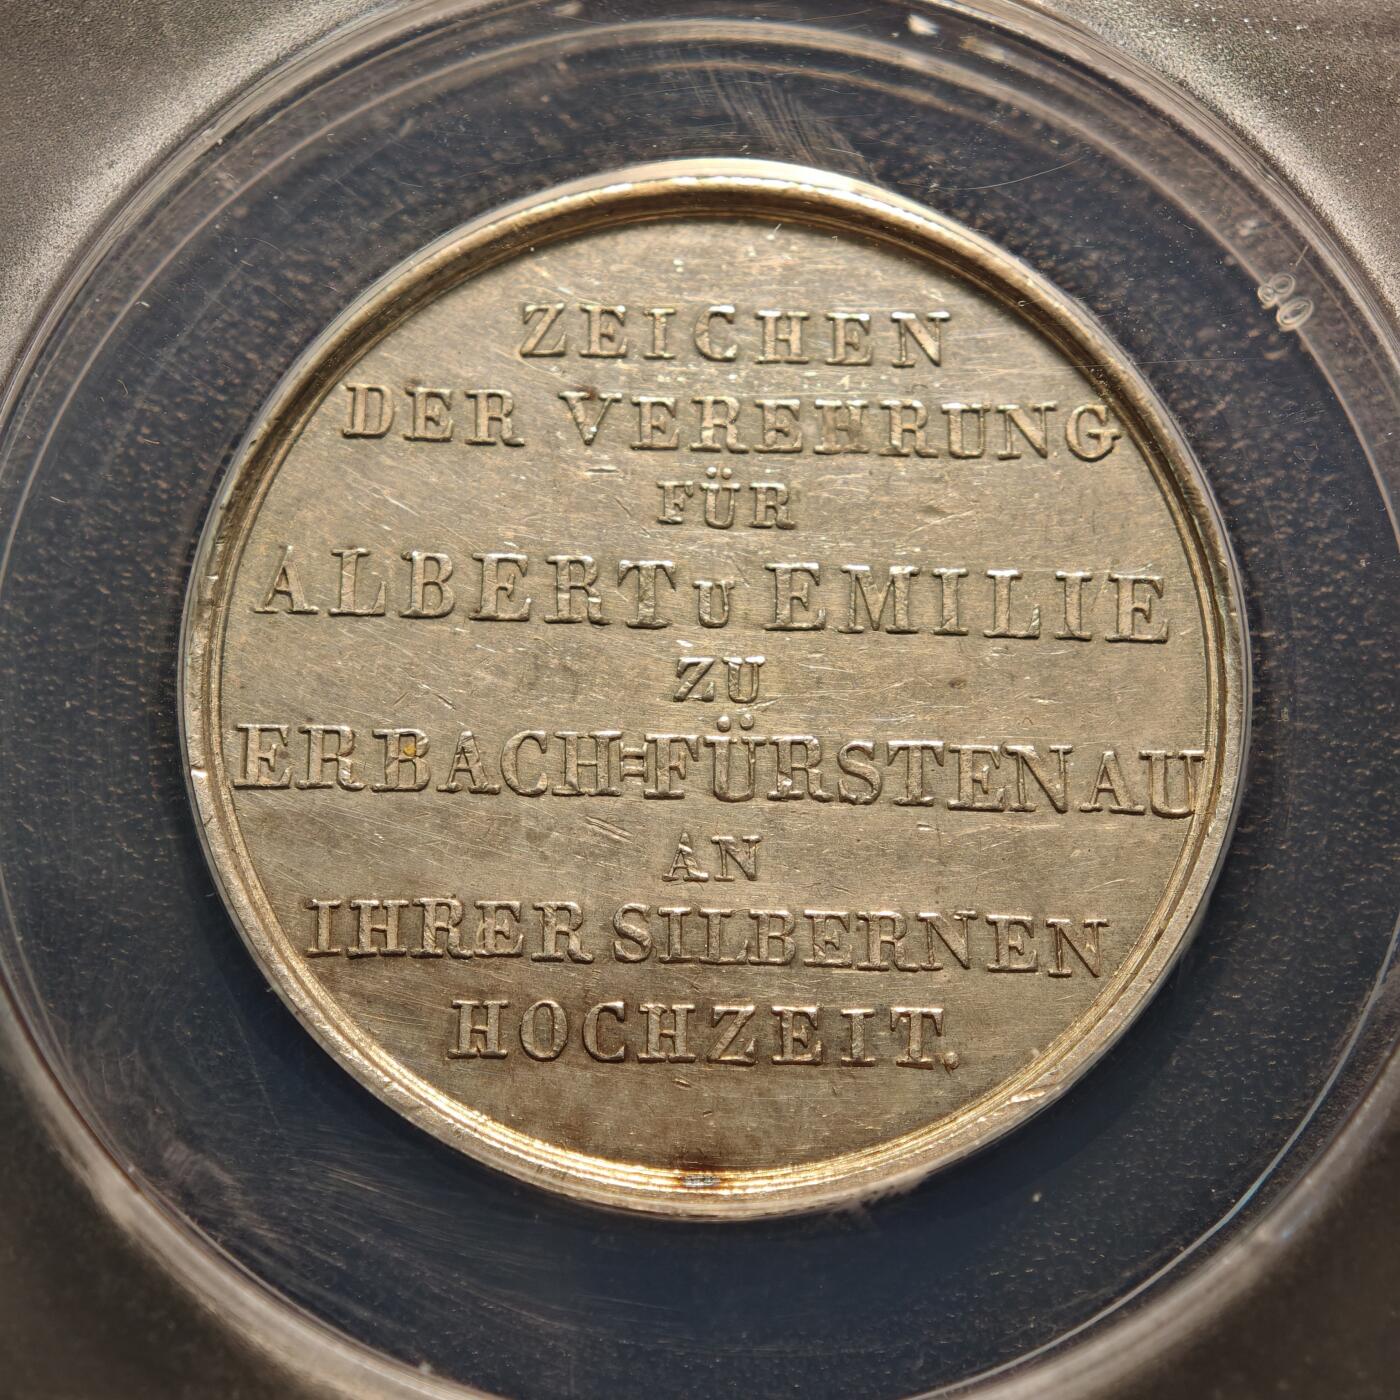 ZEICHEN
DER VEREHRUNG
FÜR
ALBERT U EMILIE
ZU
ERBACH=FÜRSTENAU
AN
IHRER SILBERNEN
HOCHZEIT.